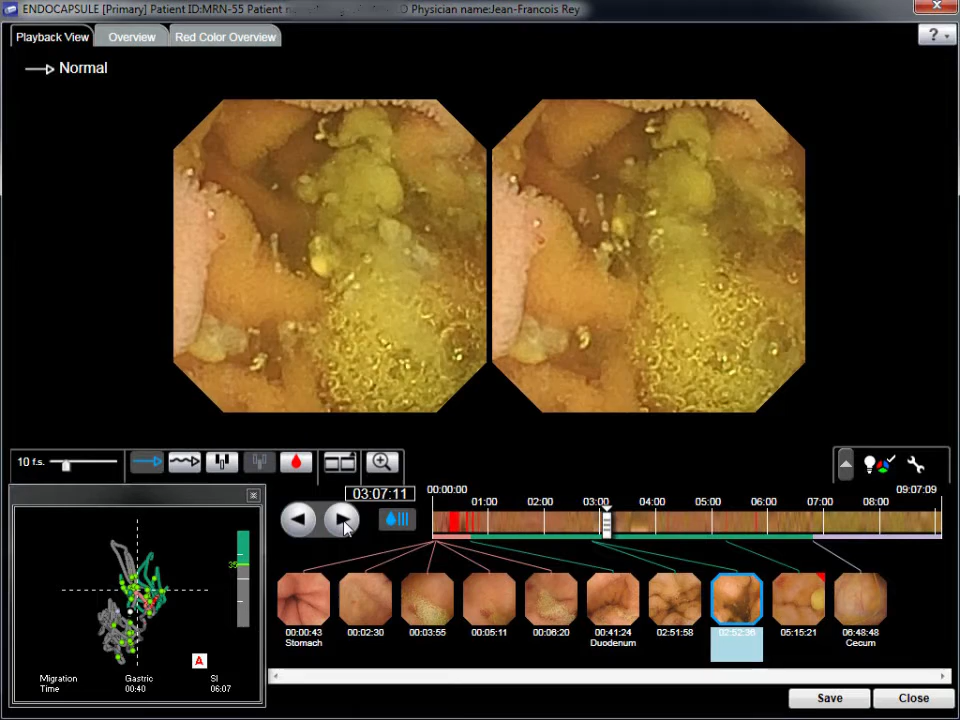 ENDOCAPSULE [Primary] Patient ID:MRN-55 Patient Physician name:Jean-Francois Rey
Playback View Overview Red Color Overview ?
Normal
10 f.s.
03:07:11 00:00:00 09:07:09
01:00 02:00 03:00 04:00 05:00 06:00 07:00 08:00
35
A
Migration Time Gastric 00:40 SI 06:07
00:00:43 Stomach
00:02:30
00:03:55
00:05:11
00:06:20
00:41:24 Duodenum
02:51:58
02:52:36
05:15:21
06:48:48 Cecum
Save Close